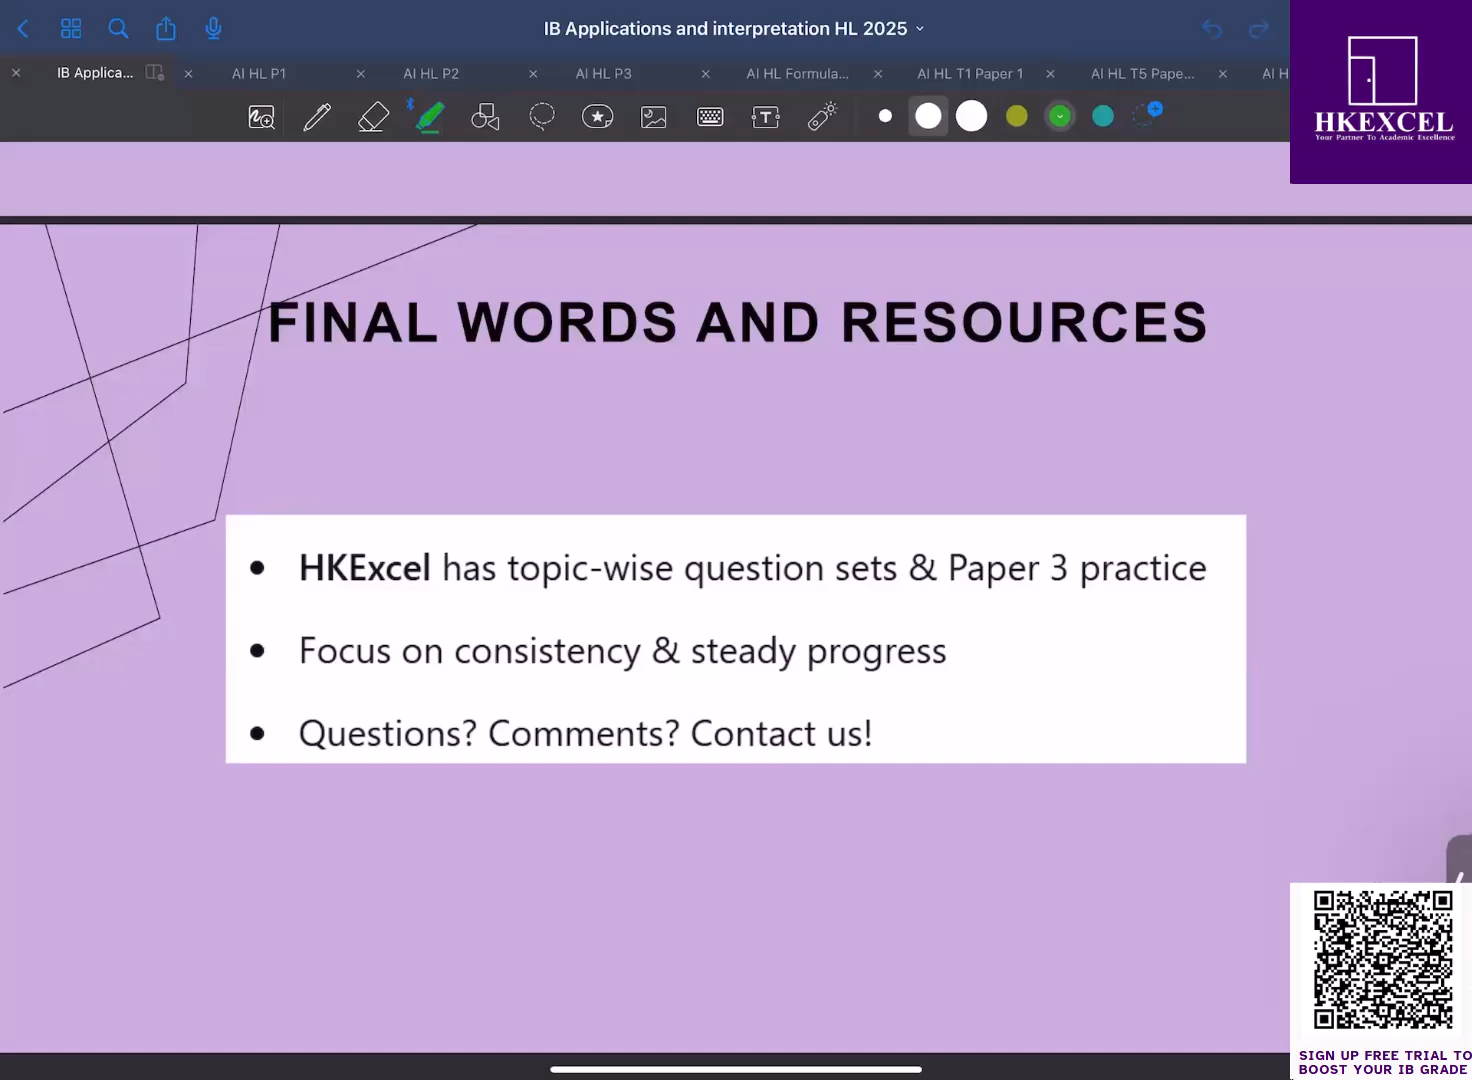 IB Applications and interpretation HL 2025
IB Applica...
AI HL P1
AI HL P2
AI HL P3
AI HL Formula...
AI HL T1 Paper 1
AI HL T5 Pape...
AI H
HKEXCEL
Your Partner To Academic Excellence
FINAL WORDS AND RESOURCES
• HKExcel has topic-wise question sets & Paper 3 practice
• Focus on consistency & steady progress
• Questions? Comments? Contact us!
SIGN UP FREE TRIAL TO
BOOST YOUR IB GRADE